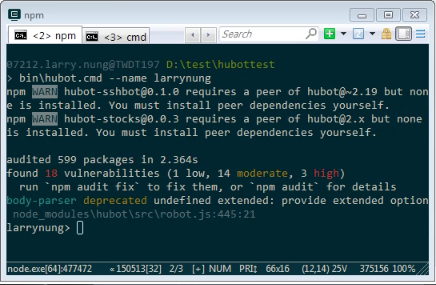 npm
<2> npm
<3> cmd
Search
07212.larry.nung@TWDT197 D:\test\hubottest
> bin\hubot.cmd --name larrynung
npm WARN hubot-sshbot@0.1.0 requires a peer of hubot@~2.19 but non
e is installed. You must install peer dependencies yourself.
npm WARN hubot-stocks@0.0.3 requires a peer of hubot@2.x but none
is installed. You must install peer dependencies yourself.
audited 599 packages in 2.364s
found 18 vulnerabilities (1 low, 14 moderate, 3 high)
run `npm audit fix` to fix them, or `npm audit` for details
body-parser deprecated undefined extended: provide extended option
node_modules\hubot\src\robot.js:445:21
larrynung>
node.exe[64]:477472 «150513[32] 2/3 [+] NUM PRI‡ 66x16 (12,14) 25V 375156 100%